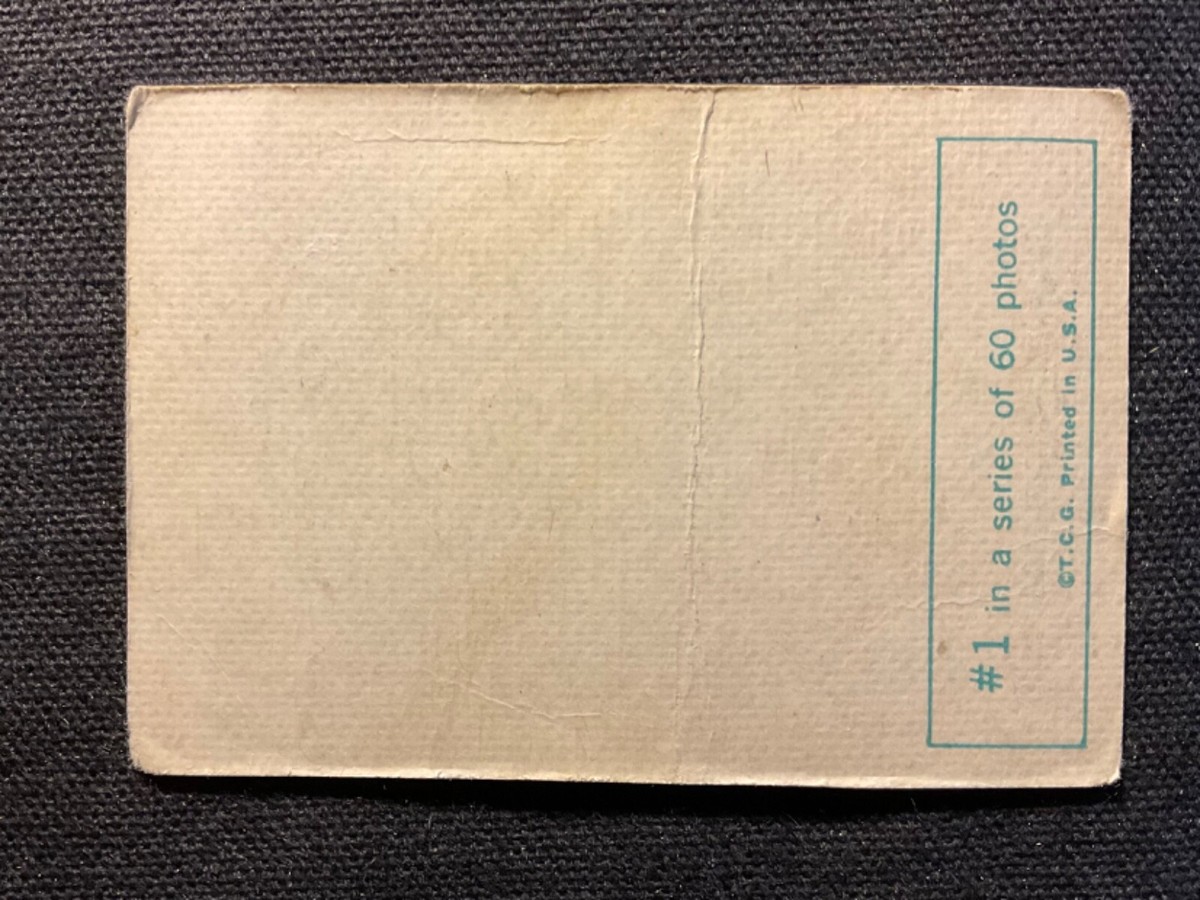 #1 in a series of 60 photos
©T.C.G. Printed in U.S.A.